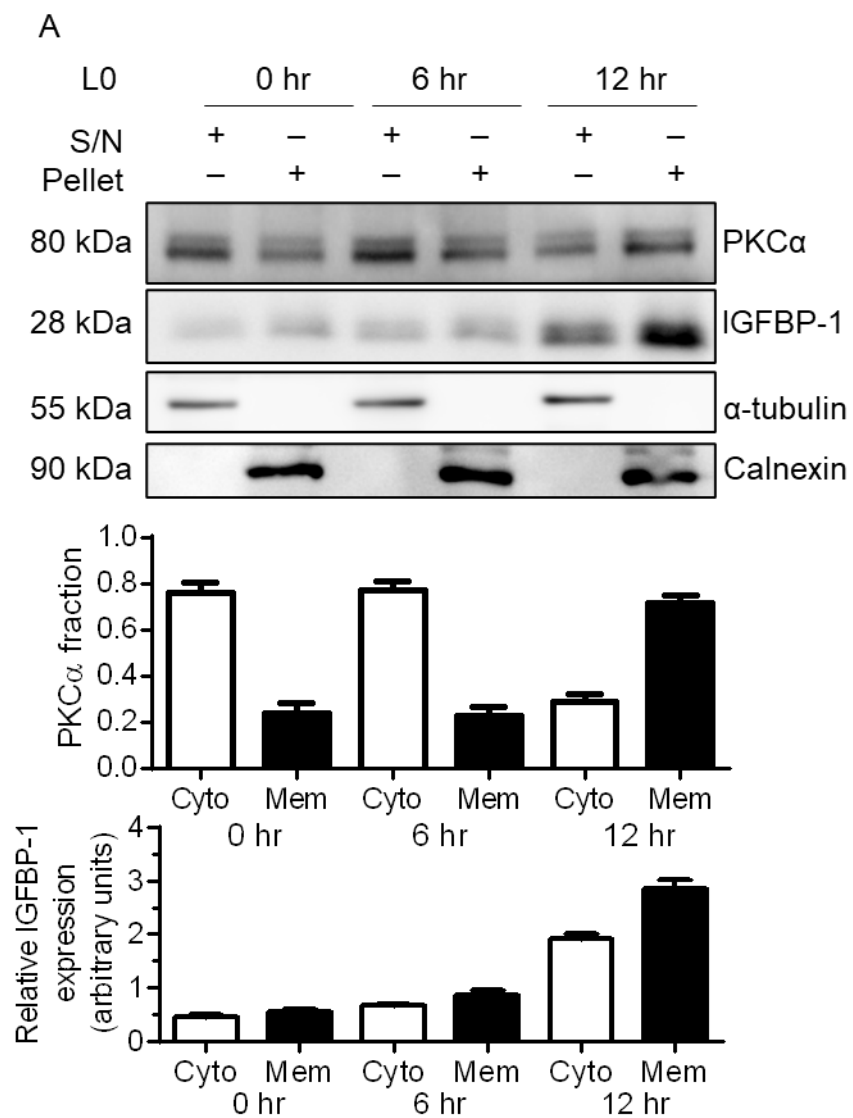 A
L0 0 hr 6 hr 12 hr
S/N + – + – + –
Pellet – + – + – +
80 kDa PKCα
28 kDa IGFBP-1
55 kDa α-tubulin
90 kDa Calnexin
1.0
0.8
0.6
0.4
0.2
0.0
PKCα fraction
Cyto Mem Cyto Mem Cyto Mem
0 hr 6 hr 12 hr
4
3
2
1
0
Relative IGFBP-1
expression
(arbitrary units)
Cyto Mem Cyto Mem Cyto Mem
0 hr 6 hr 12 hr